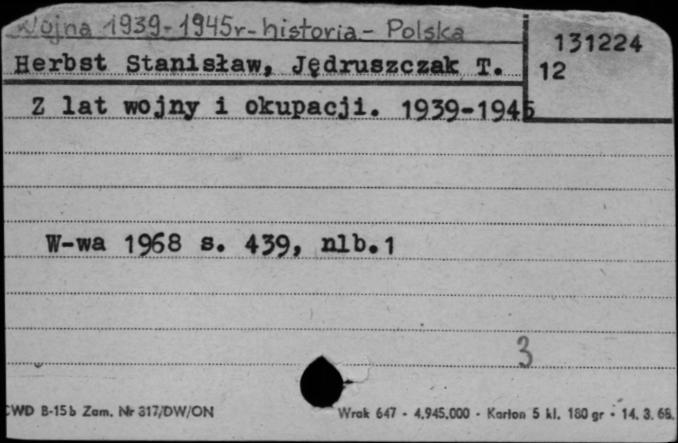 Wojna 1939-1945r-historia - Polska
131224
Herbst Stanisław, Jędruszczak T.
12
Z lat wojny i okupacji. 1939-1945
W-wa 1968 s. 439, nlb.1
3
CWD B-15b Zam. Nr 317/DW/ON
Wrak 647 - 4.945.000 - Karton 5 kl. 180 gr - 14. 3. 68.